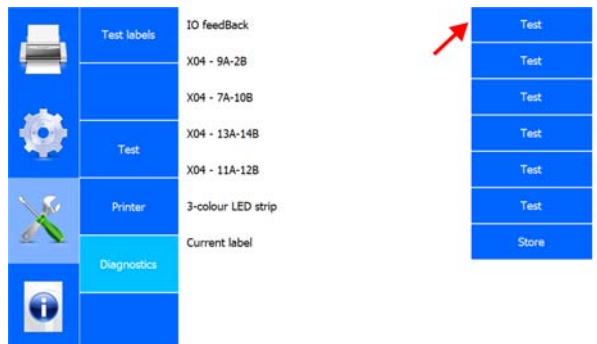 Test labels
Test
Printer
Diagnostics
IO feedBack Test
X04 - 9A-2B Test
X04 - 7A-10B Test
X04 - 13A-14B Test
X04 - 11A-12B Test
3-colour LED strip Test
Current label Store